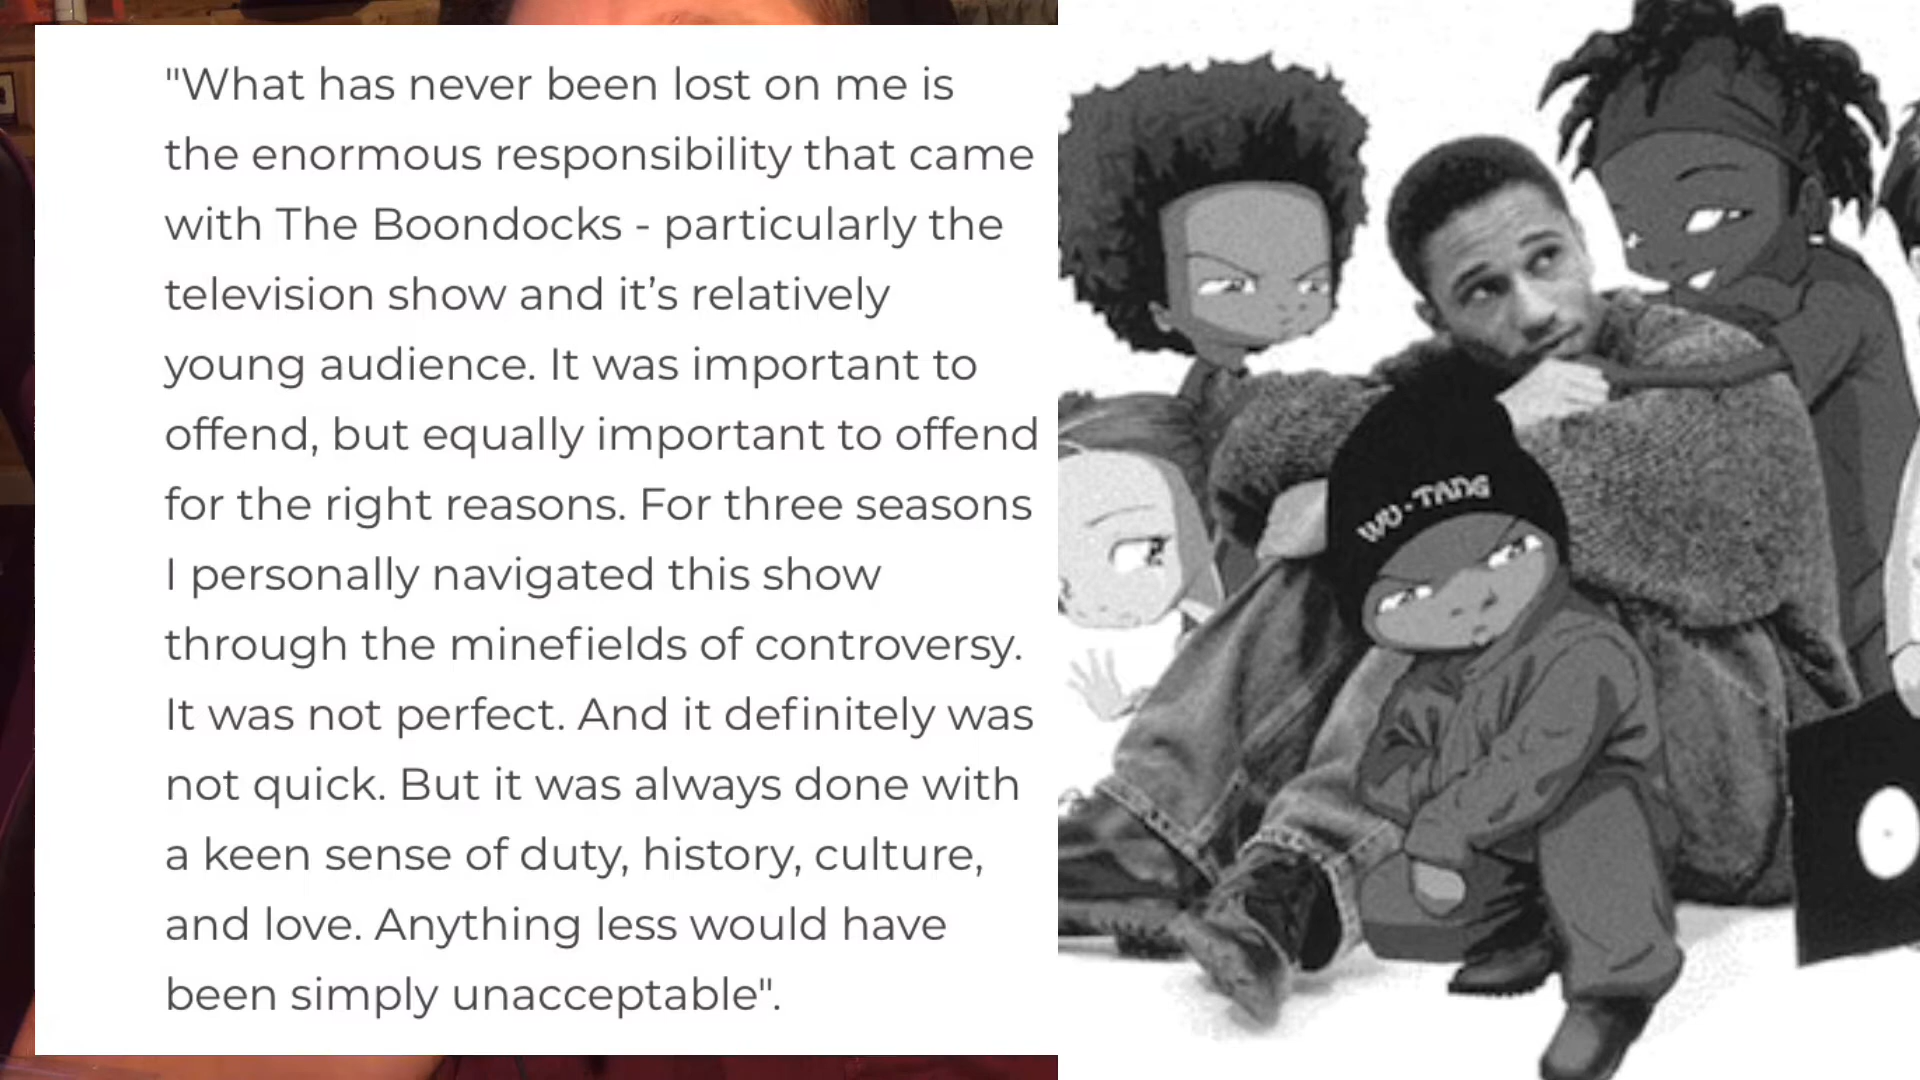 "What has never been lost on me is
the enormous responsibility that came
with The Boondocks - particularly the
television show and it’s relatively
young audience. It was important to
offend, but equally important to offend
for the right reasons. For three seasons
I personally navigated this show
through the minefields of controversy.
It was not perfect. And it definitely was
not quick. But it was always done with
a keen sense of duty, history, culture,
and love. Anything less would have
been simply unacceptable".
WU-TANG